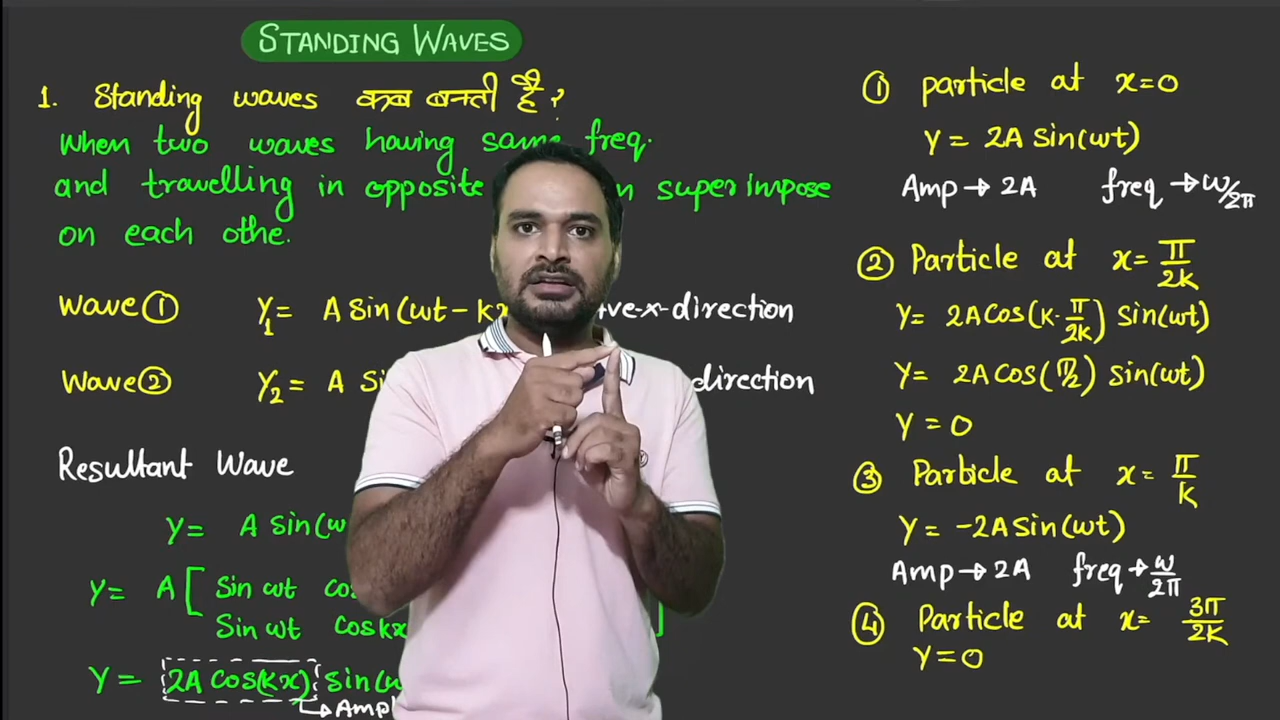 STANDING WAVES
1. Standing waves कब बनती है?
When two waves having same freq.
and travelling in opposite superimpose
on each othe.
Wave ① Y₁ = A Sin(ωt - kx +ve-x-direction
Wave ② Y₂ = A Si direction
Resultant Wave
Y = A Sin(ω
Y = A [ Sin ωt cos
Sin ωt coskx ]
Y = 2A Cos(kx) Sin(ω
→ Ampl
① particle at x=0
Y = 2A Sin(ωt)
Amp → 2A freq → ω/2π
② Particle at x = π/2k
Y = 2A Cos(k·π/2k) Sin(ωt)
Y = 2A Cos(π/2) sin(ωt)
Y = 0
③ Particle at x = π/k
Y = -2A Sin(ωt)
Amp → 2A freq → ω/2π
④ Particle at x = 3π/2k
Y = 0